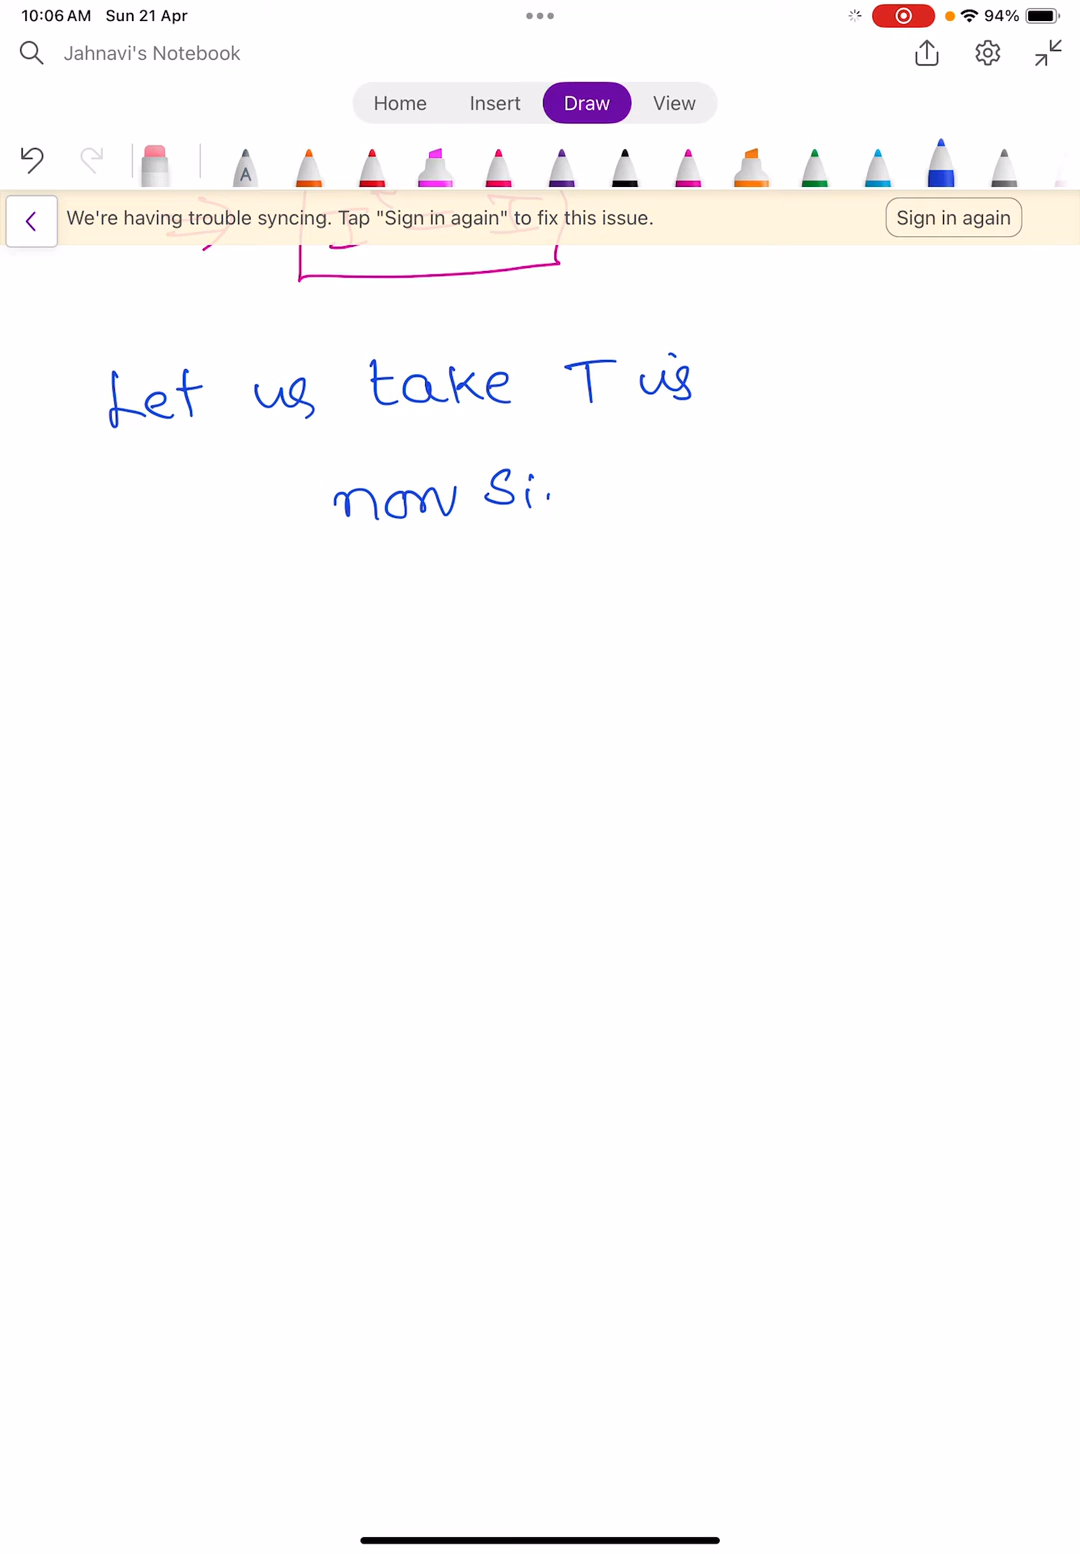 10:06 AM Sun 21 Apr
94%
Jahnavi's Notebook
Home Insert Draw View
A
We're having trouble syncing. Tap "Sign in again" to fix this issue.
Sign in again
Let us take T is
non Si.